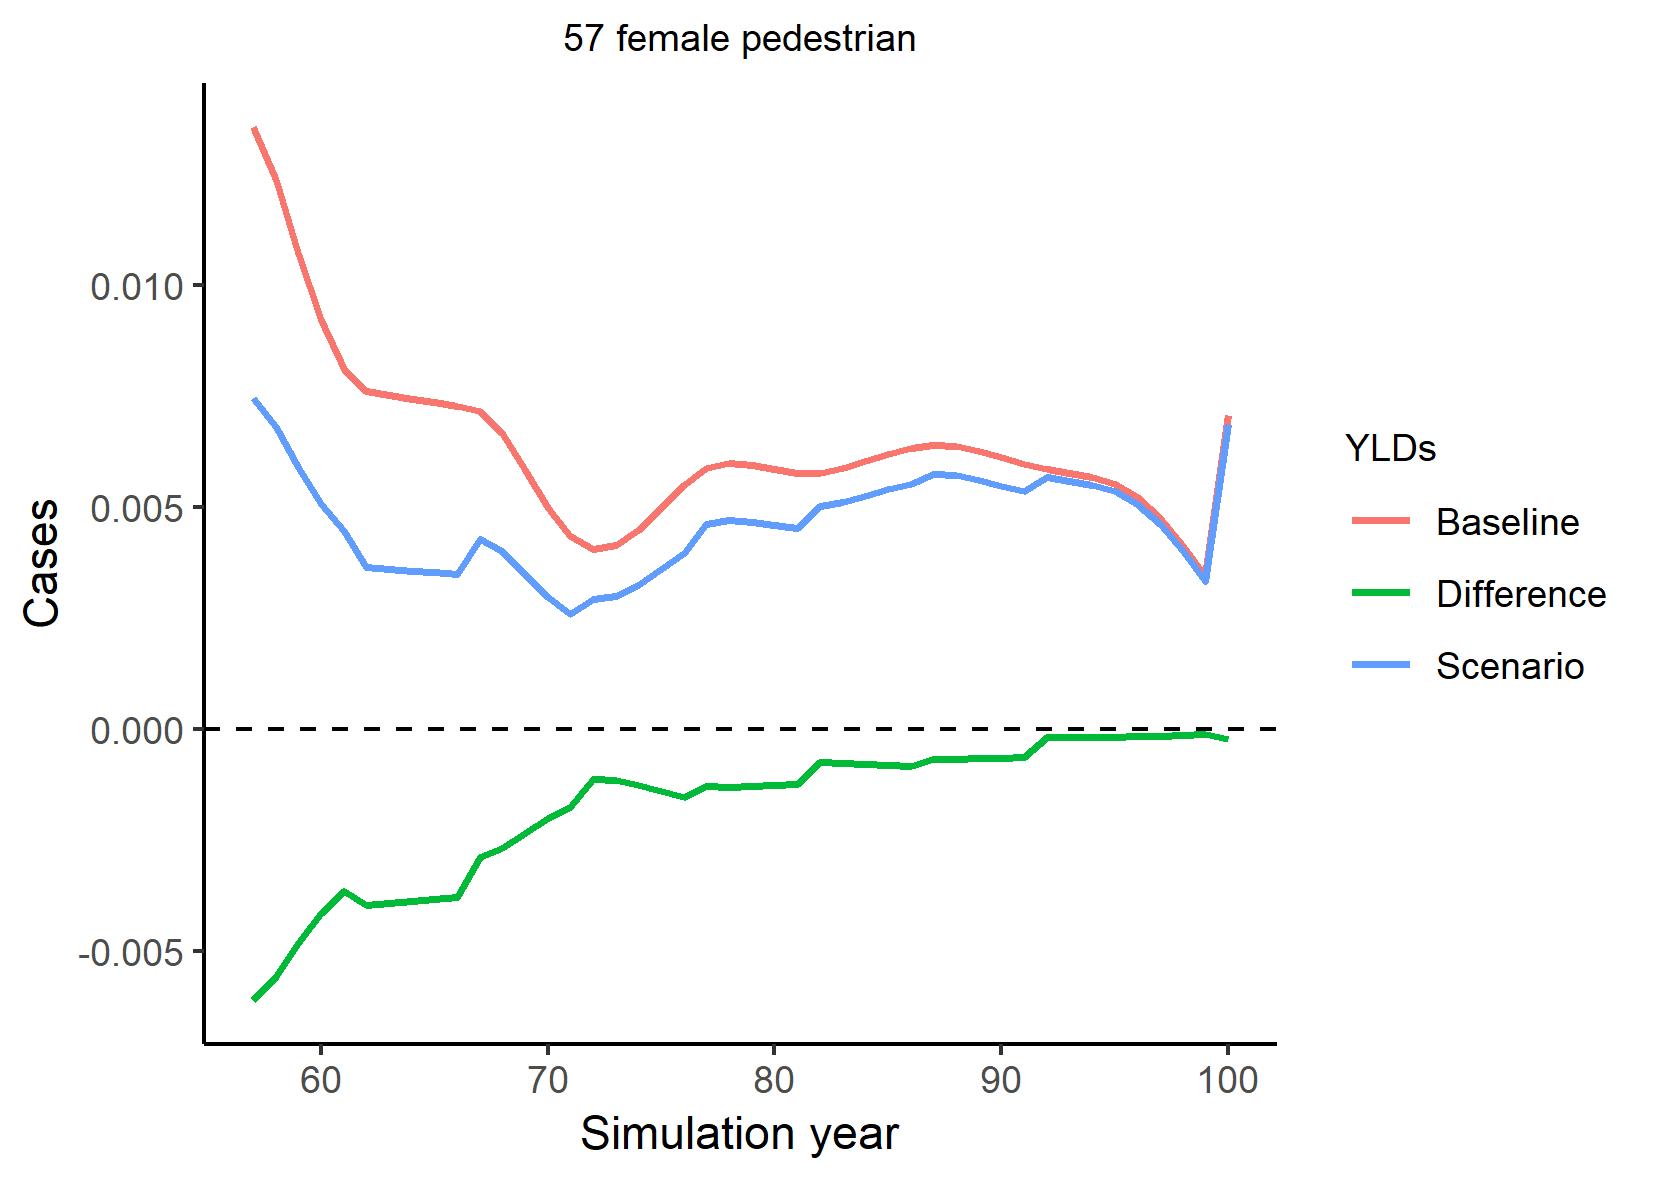 57 female pedestrian
0.010
0.005
0.000
-0.005
Cases
60 70 80 90 100
Simulation year
YLDs
Baseline
Difference
Scenario